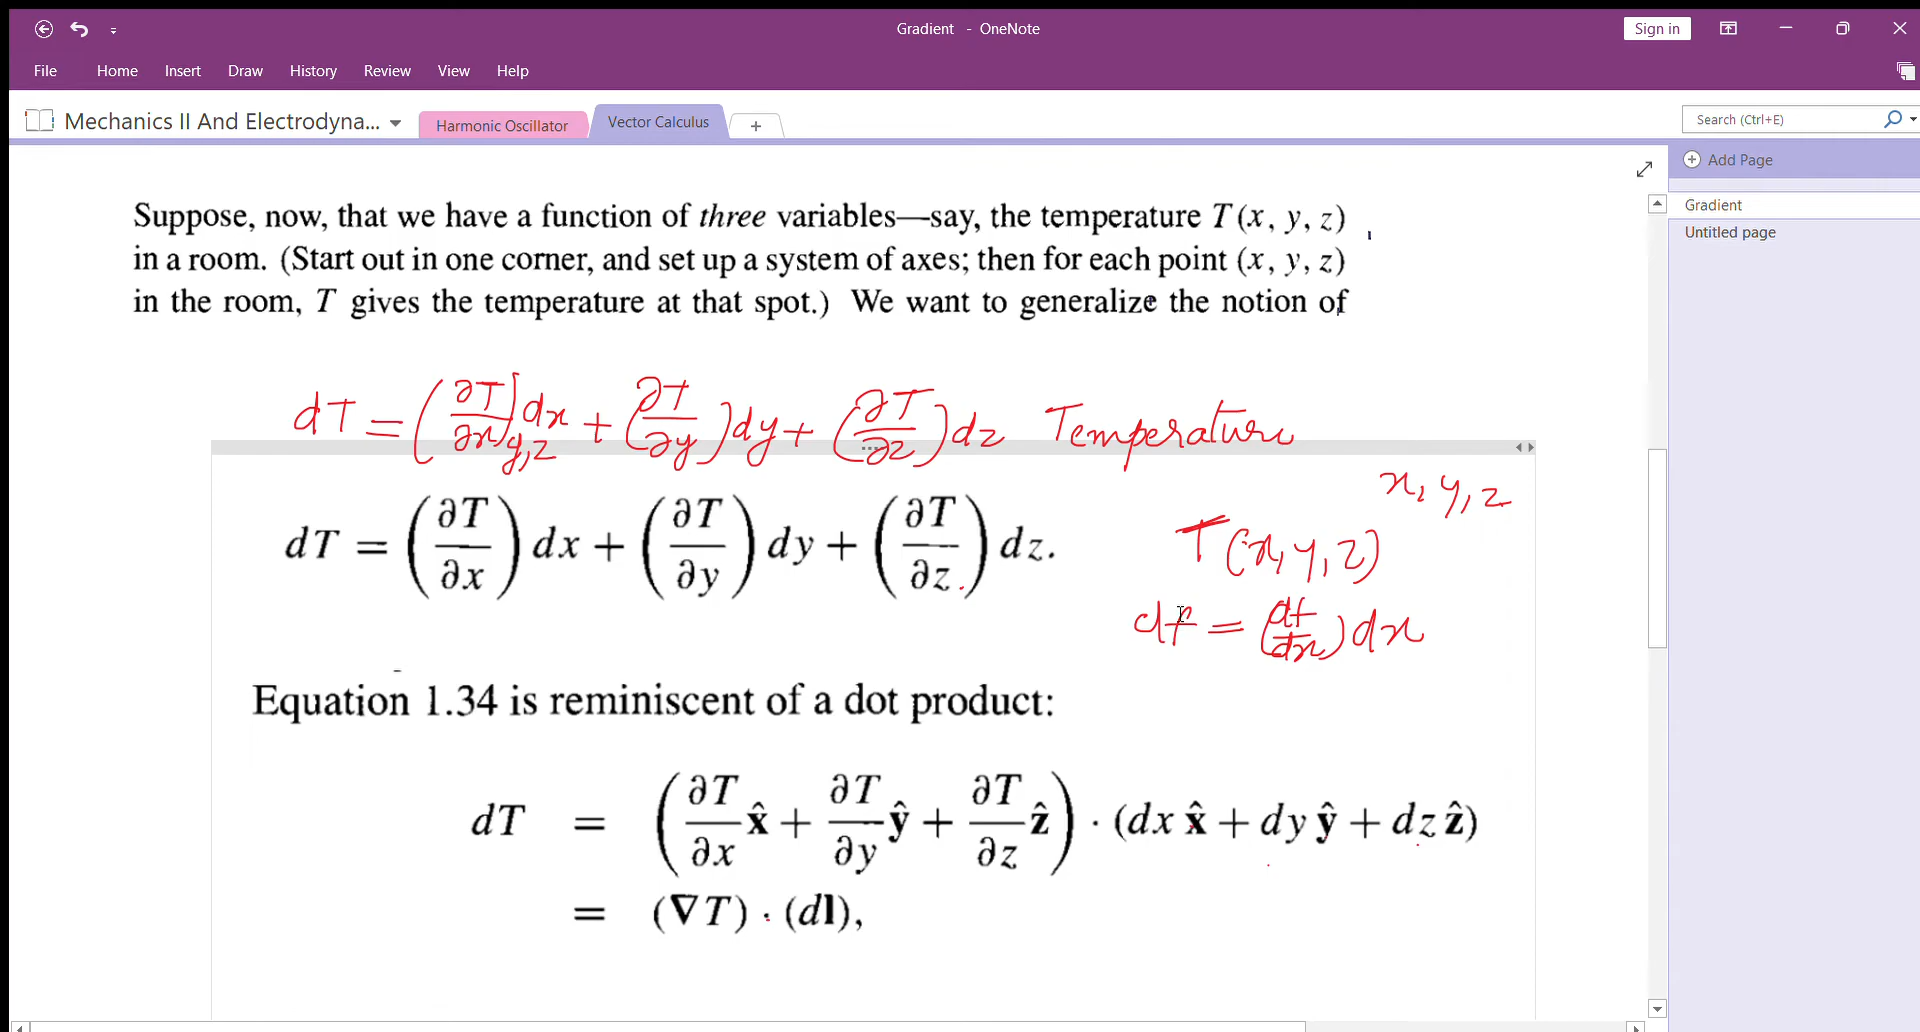 Gradient - OneNote
Sign in
File Home Insert Draw History Review View Help
Mechanics II And Electrodyna... Harmonic Oscillator Vector Calculus +
Search (Ctrl+E)
Add Page
Gradient
Untitled page
Suppose, now, that we have a function of three variables—say, the temperature T(x, y, z)
in a room. (Start out in one corner, and set up a system of axes; then for each point (x, y, z)
in the room, T gives the temperature at that spot.) We want to generalize the notion of
dT = (∂T/∂x)y,z dx + (∂T/∂y)dy + (∂T/∂z)dz Temperature
x, y, z
dT = (∂T/∂x) dx + (∂T/∂y) dy + (∂T/∂z) dz.
T(x, y, z)
df = (df/dx)dx
Equation 1.34 is reminiscent of a dot product:
dT = (∂T/∂x x̂ + ∂T/∂y ŷ + ∂T/∂z ẑ) · (dx x̂ + dy ŷ + dz ẑ)
= (∇T) · (dl),